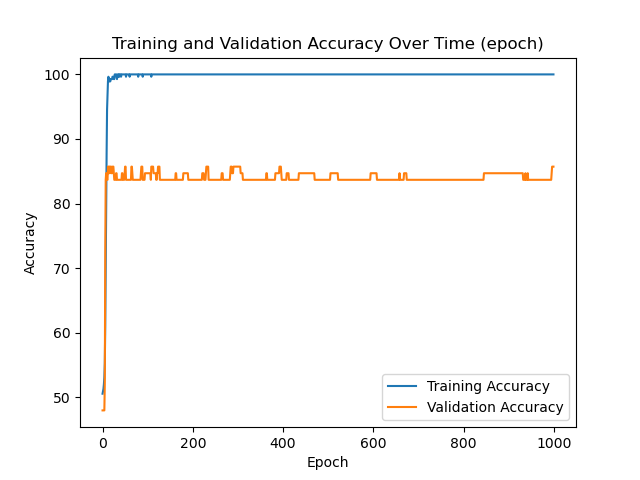 Training and Validation Accuracy Over Time (epoch)
100
90
80
70
60
50
Accuracy
0
200
400
600
800
1000
Epoch
Training Accuracy
Validation Accuracy